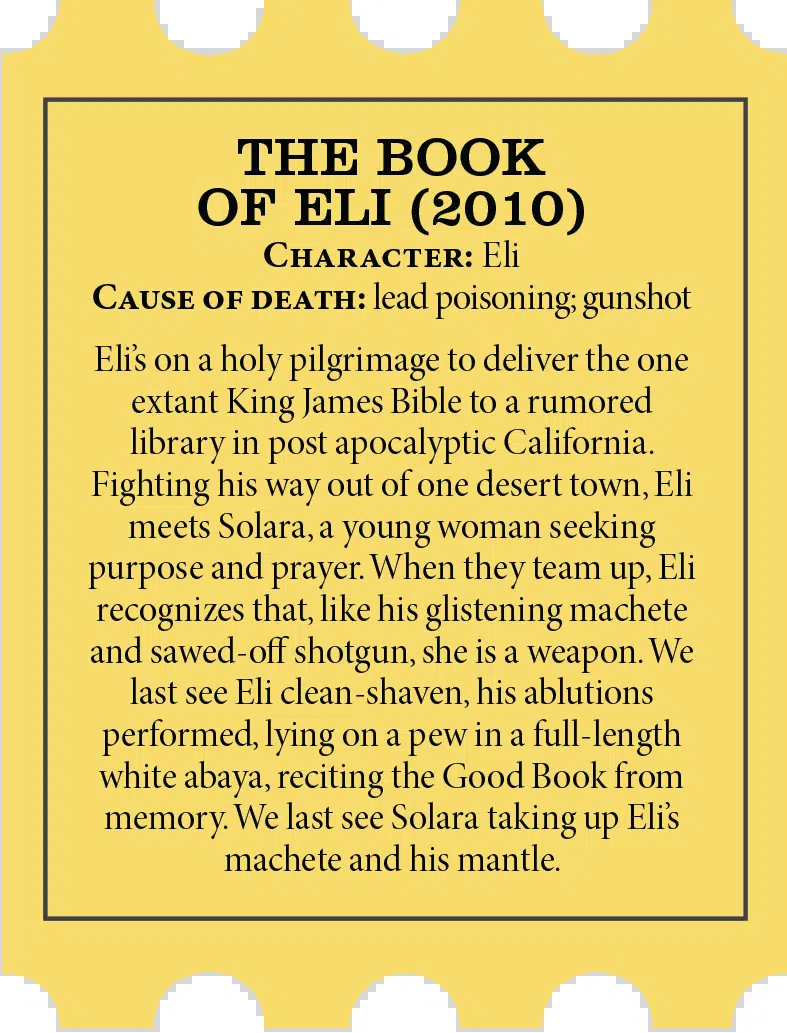 THE BOOK
OF ELI (2010)
CHARACTER: Eli
CAUSE OF DEATH: lead poisoning; gunshot
Eli's on a holy pilgrimage to deliver the one
extant King James Bible to a rumored
library in post apocalyptic California.
Fighting his way out of one desert town, Eli
meets Solara, a young woman seeking
purpose and prayer. When they team up, Eli
recognizes that, like his glistening machete
and sawed-off shotgun, she is a weapon. We
last see Eli clean-shaven, his ablutions
performed, lying on a pew in a full-length
white abaya, reciting the Good Book from
memory. We last see Solara taking up Eli's
machete and his mantle.